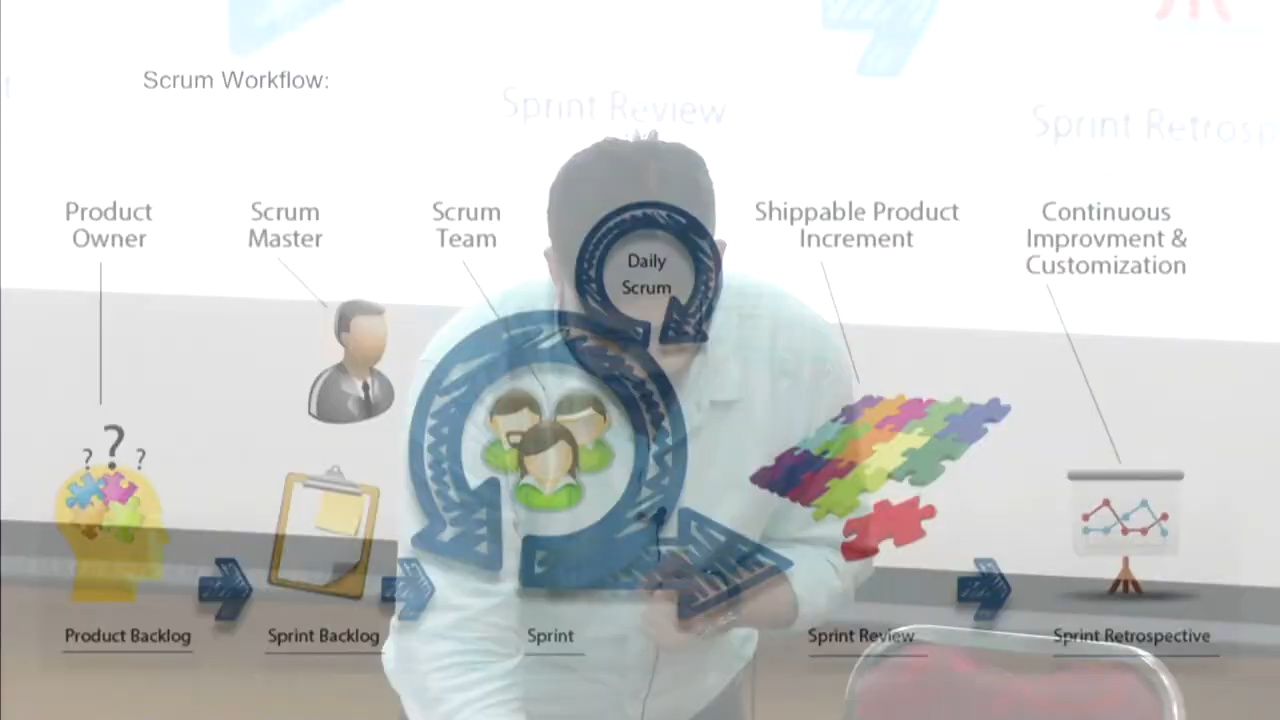 Scrum Workflow:
Sprint Review
Sprint Retrosp
Product
Owner
Scrum
Master
Scrum
Team
Shippable Product
Increment
Continuous
Improvment &
Customization
Daily
Scrum
?
?
?
Product Backlog
Sprint Backlog
Sprint
Sprint Review
Sprint Retrospective